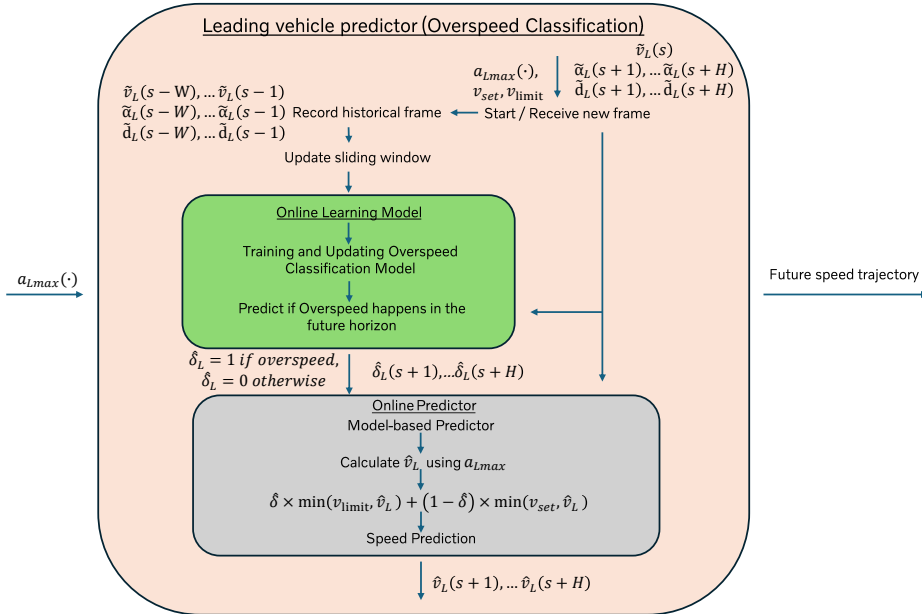 Leading vehicle predictor (Overspeed Classification)
ṽ_L(s)
a_Lmax(·),
α̃_L(s + 1), … α̃_L(s + H)
v_set, v_limit
d̃_L(s + 1), … d̃_L(s + H)
ṽ_L(s − W), … ṽ_L(s − 1)
α̃_L(s − W), … α̃_L(s − 1)
d̃_L(s − W), … d̃_L(s − 1)
Record historical frame
Start / Receive new frame
Update sliding window
Online Learning Model
Training and Updating Overspeed
Classification Model
Predict if Overspeed happens in the
future horizon
a_Lmax(·)
Future speed trajectory
δ̂_L = 1 if overspeed,
δ̂_L = 0 otherwise
δ̂_L(s + 1), … δ̂_L(s + H)
Online Predictor
Model-based Predictor
Calculate v̂_L using a_Lmax
δ̂ × min(v_limit, v̂_L) + (1 − δ̂) × min(v_set, v̂_L)
Speed Prediction
v̂_L(s + 1), … v̂_L(s + H)